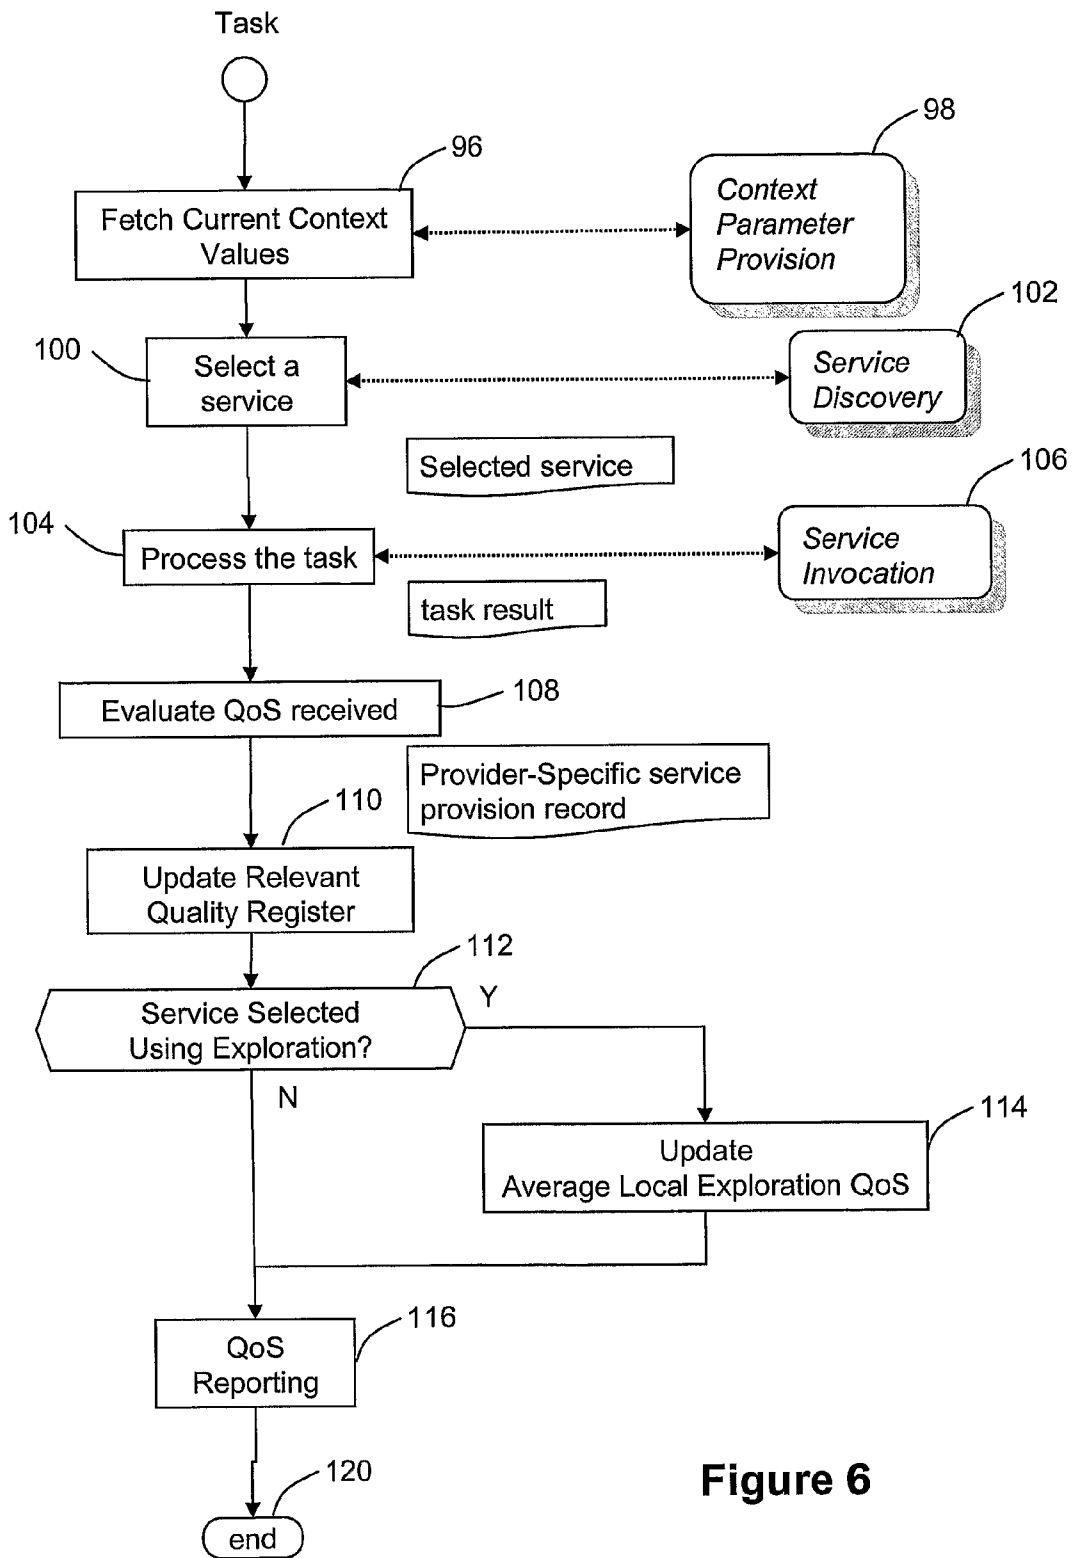 Task
98
96
Fetch Current Context
Values
Context
Parameter
Provision
102
100
Select a
service
Service
Discovery
Selected service
106
104
Process the task
Service
Invocation
task result
108
Evaluate QoS received
Provider-Specific service
provision record
110
Update Relevant
Quality Register
112
Y
Service Selected
Using Exploration?
N
114
Update
Average Local Exploration QoS
116
QoS
Reporting
120
end
Figure 6